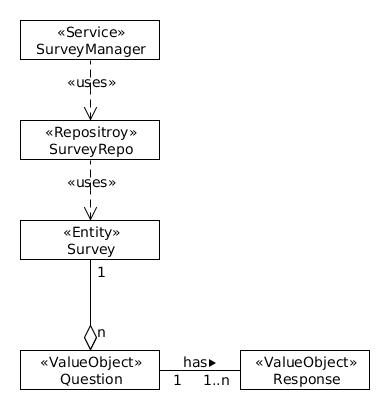 «Service»
SurveyManager
«uses»
«Repositroy»
SurveyRepo
«uses»
«Entity»
Survey
1
n
«ValueObject»
Question
has
1 1..n
«ValueObject»
Response